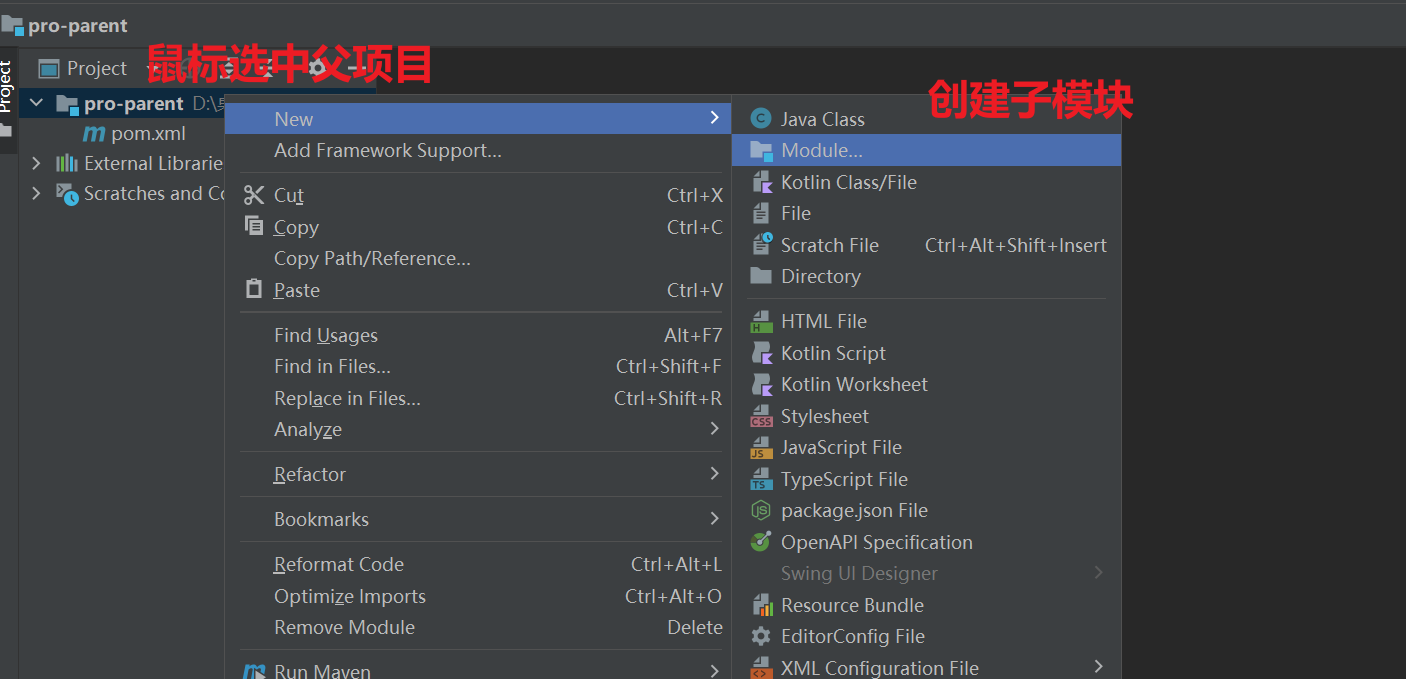 pro-parent
Project
鼠标选中父项目
创建子模块
Project
pro-parent D:\
pom.xml
External Librarie
Scratches and Co
New
Add Framework Support...
Cut Ctrl+X
Copy Ctrl+C
Copy Path/Reference...
Paste Ctrl+V
Find Usages Alt+F7
Find in Files... Ctrl+Shift+F
Replace in Files... Ctrl+Shift+R
Analyze
Refactor
Bookmarks
Reformat Code Ctrl+Alt+L
Optimize Imports Ctrl+Alt+O
Remove Module Delete
Run Maven
Java Class
Module...
Kotlin Class/File
File
Scratch File Ctrl+Alt+Shift+Insert
Directory
HTML File
Kotlin Script
Kotlin Worksheet
Stylesheet
JavaScript File
TypeScript File
package.json File
OpenAPI Specification
Swing UI Designer
Resource Bundle
EditorConfig File
XML Configuration File